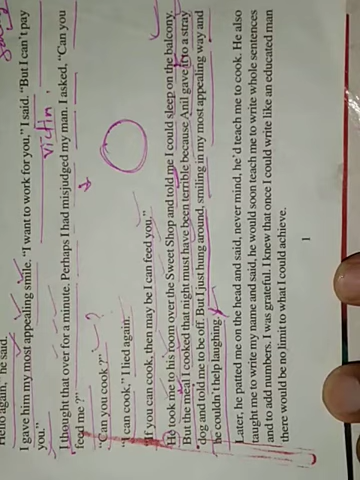 Hello again," he said.
I gave him my most appealing smile. "I want to work for you," I said. "But I can't pay
you."
victim.
I thought that over for a minute. Perhaps I had misjudged my man. I asked, "Can you
feed me?"
"Can you cook?" ?
"I can cook," I lied again.
"If you can cook, then may be I can feed you."
He took me to his room over the Sweet Shop and told me I could sleep on the balcony.
But the meal I cooked that night must have been terrible because Anil gave it to a stray
dog and told me to be off. But I just hung around, smiling in my most appealing way and
he couldn't help laughing.
Later, he patted me on the head and said, never mind, he'd teach me to cook. He also
taught me to write my name and said, he would soon teach me to write whole sentences
and to add numbers. I was grateful. I knew that once I could write like an educated man
there would be no limit to what I could achieve.
1